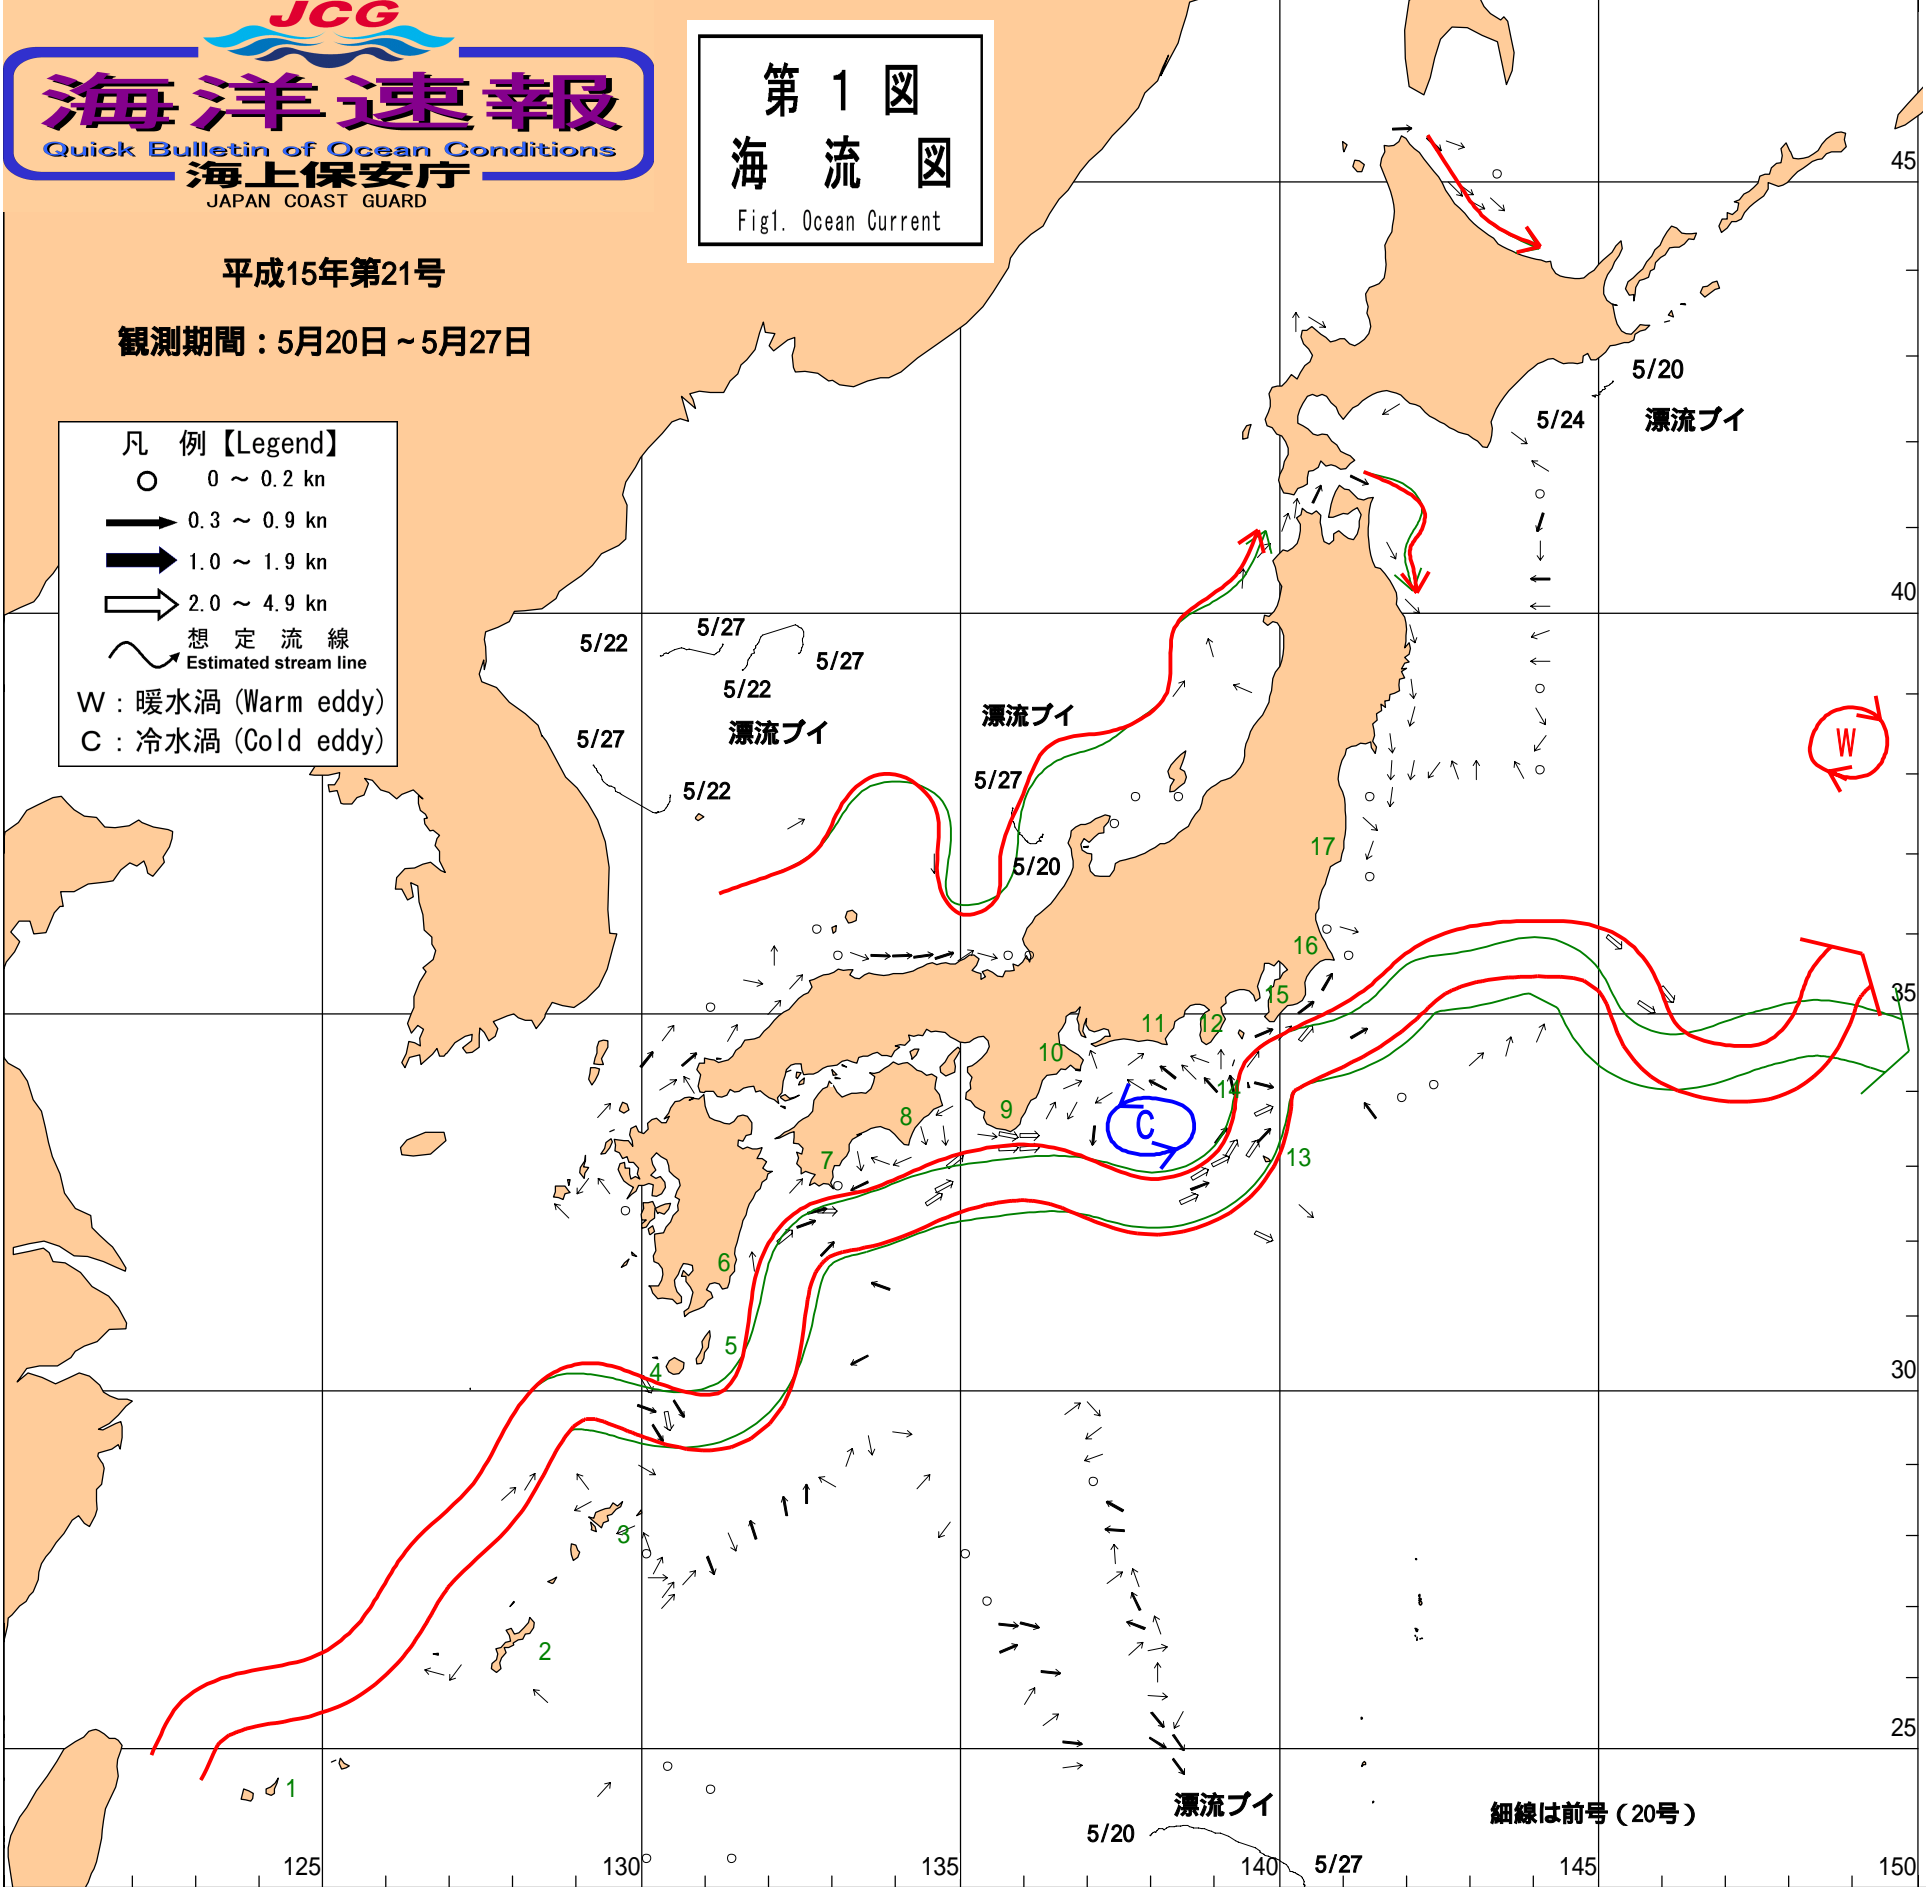 JCG
海洋速報
Quick Bulletin of Ocean Conditions
海上保安庁
JAPAN COAST GUARD
平成15年第21号
観測期間：5月20日～5月27日
第1図
海流図
Fig1. Ocean Current
凡 例【Legend】
0 ～ 0.2 kn
0.3 ～ 0.9 kn
1.0 ～ 1.9 kn
2.0 ～ 4.9 kn
想 定 流 線
Estimated stream line
W：暖水渦 (Warm eddy)
C：冷水渦 (Cold eddy)
45
5/20
5/24
漂流ブイ
40
5/22
5/27
5/27
5/22
漂流ブイ
漂流ブイ
5/27
5/22
5/27
5/20
W
17
16
15
35
11
12
10
14
9
8
C
7
13
6
5
4
30
3
2
25
1
漂流ブイ
5/20
5/27
細線は前号（20号）
125
130
135
140
145
150